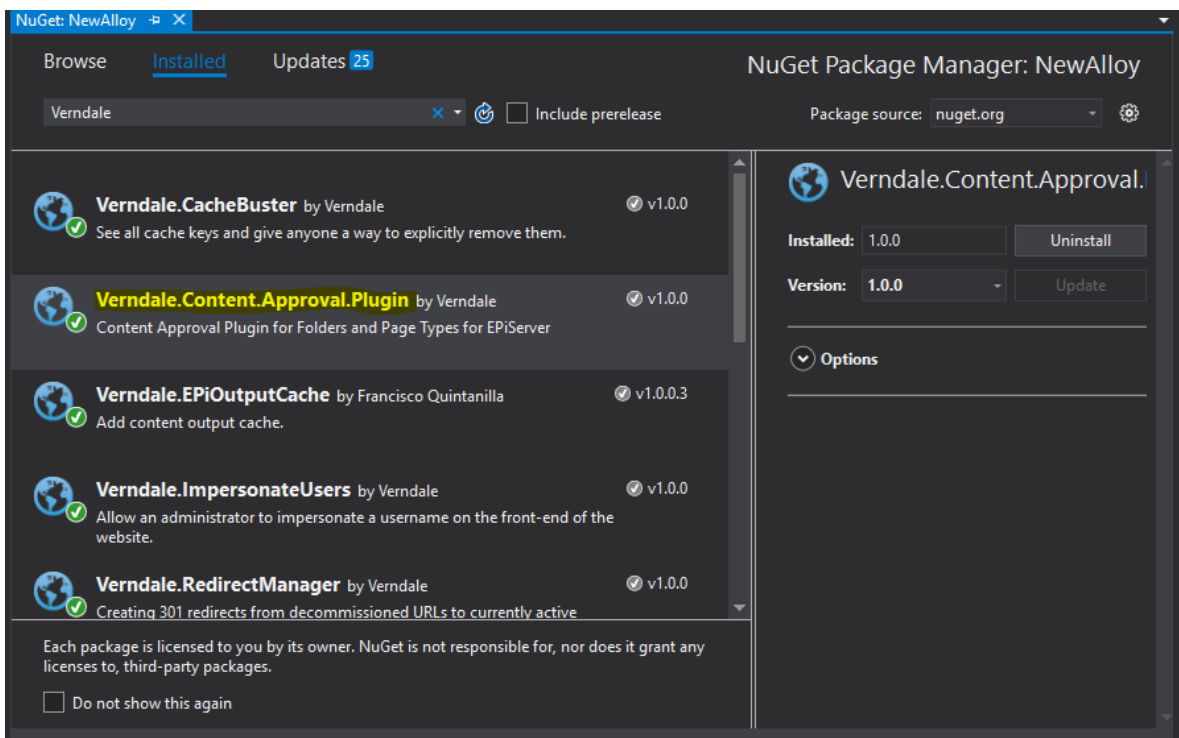 NuGet: NewAlloy
Browse Installed Updates 25
NuGet Package Manager: NewAlloy
Verndale
Include prerelease
Package source: nuget.org
Verndale.CacheBuster by Verndale
v1.0.0
See all cache keys and give anyone a way to explicitly remove them.
Verndale.Content.Approval.Plugin by Verndale
v1.0.0
Content Approval Plugin for Folders and Page Types for EPiServer
Verndale.EPiOutputCache by Francisco Quintanilla
v1.0.0.3
Add content output cache.
Verndale.ImpersonateUsers by Verndale
v1.0.0
Allow an administrator to impersonate a username on the front-end of the
website.
Verndale.RedirectManager by Verndale
v1.0.0
Creating 301 redirects from decommissioned URLs to currently active
Each package is licensed to you by its owner. NuGet is not responsible for, nor does it grant any
licenses to, third-party packages.
Do not show this again
Verndale.Content.Approval.
Installed: 1.0.0 Uninstall
Version: 1.0.0 Update
Options